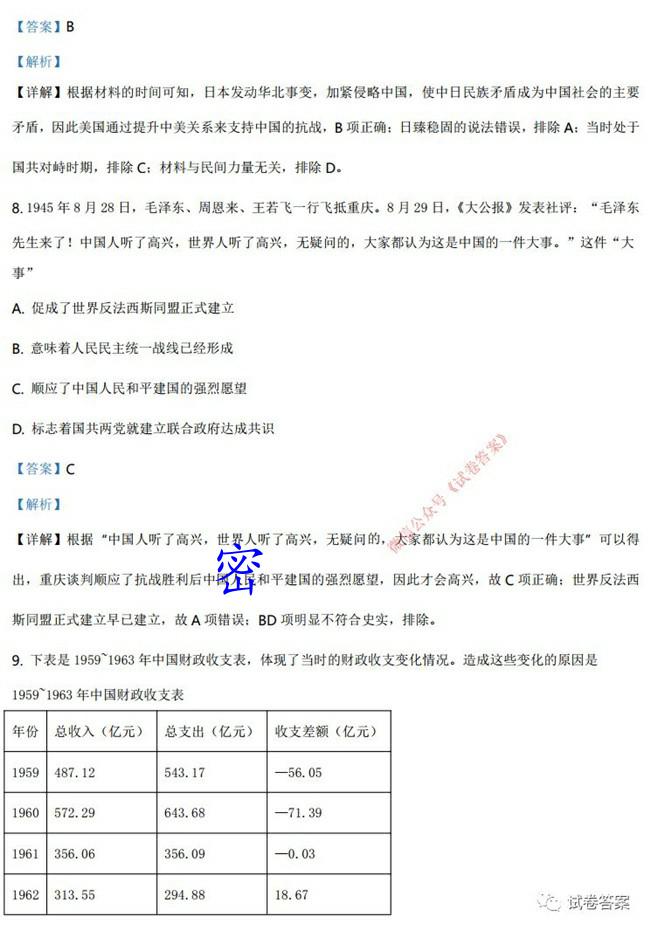 【答案】B
【解析】
【详解】根据材料的时间可知，日本发动华北事变，加紧侵略中国，使中日民族矛盾成为中国社会的主要
矛盾，因此美国通过提升中美关系来支持中国的抗战，B 项正确；日臻稳固的说法错误，排除 A；当时处于
国共对峙时期，排除 C；材料与民间力量无关，排除 D。
8. 1945 年 8 月 28 日，毛泽东、周恩来、王若飞一行飞抵重庆。8 月 29 日，《大公报》发表社评：“毛泽东
先生来了！中国人听了高兴，世界人听了高兴，无疑问的，大家都认为这是中国的一件大事。”这件“大
事”
A. 促成了世界反法西斯同盟正式建立
B. 意味着人民民主统一战线已经形成
C. 顺应了中国人民和平建国的强烈愿望
D. 标志着国共两党就建立联合政府达成共识
【答案】C
【解析】
【详解】根据“中国人听了高兴，世界人听了高兴，无疑问的，大家都认为这是中国的一件大事”可以得
出，重庆谈判顺应了抗战胜利后中国人民和平建国的强烈愿望，因此才会高兴，故 C 项正确；世界反法西
斯同盟正式建立早已建立，故 A 项错误；BD 项明显不符合史实，排除。
密
微信公众号《试卷答案》
9. 下表是 1959~1963 年中国财政收支表，体现了当时的财政收支变化情况。造成这些变化的原因是
1959~1963 年中国财政收支表
年份 总收入（亿元） 总支出（亿元） 收支差额（亿元）
1959 487.12 543.17 —56.05
1960 572.29 643.68 —71.39
1961 356.06 356.09 —0.03
1962 313.55 294.88 18.67
试卷答案